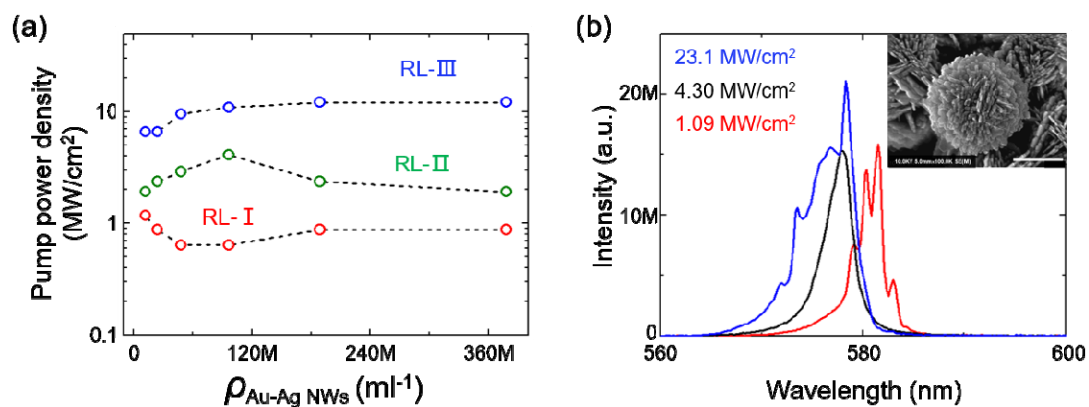 (a)
Pump power density
(MW/cm²)
10
1
0.1
RL-Ⅲ
RL-Ⅱ
RL-Ⅰ
0 120M 240M 360M
ρAu-Ag NWs (ml⁻¹)
(b)
23.1 MW/cm²
4.30 MW/cm²
1.09 MW/cm²
Intensity (a.u.)
20M
10M
0
560 580 600
Wavelength (nm)